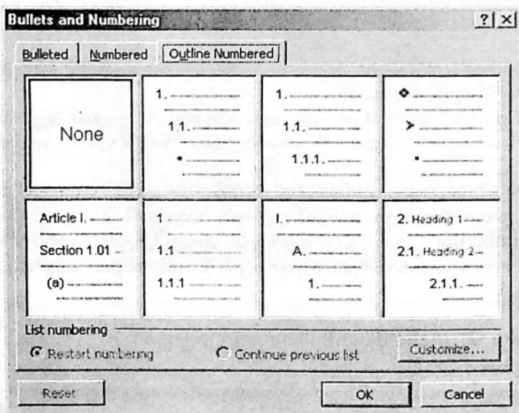 Bullets and Numbering ? x
Bulleted Numbered Outline Numbered
None
1.
1.1.
•
1.
1.1.
1.1.1.
❖
➢
•
Article I.
Section 1.01
(a)
1
1.1
1.1.1
I.
A.
1.
2. Heading 1
2.1. Heading 2
2.1.1.
List numbering
Restart numbering Continue previous list Customize...
Reset OK Cancel